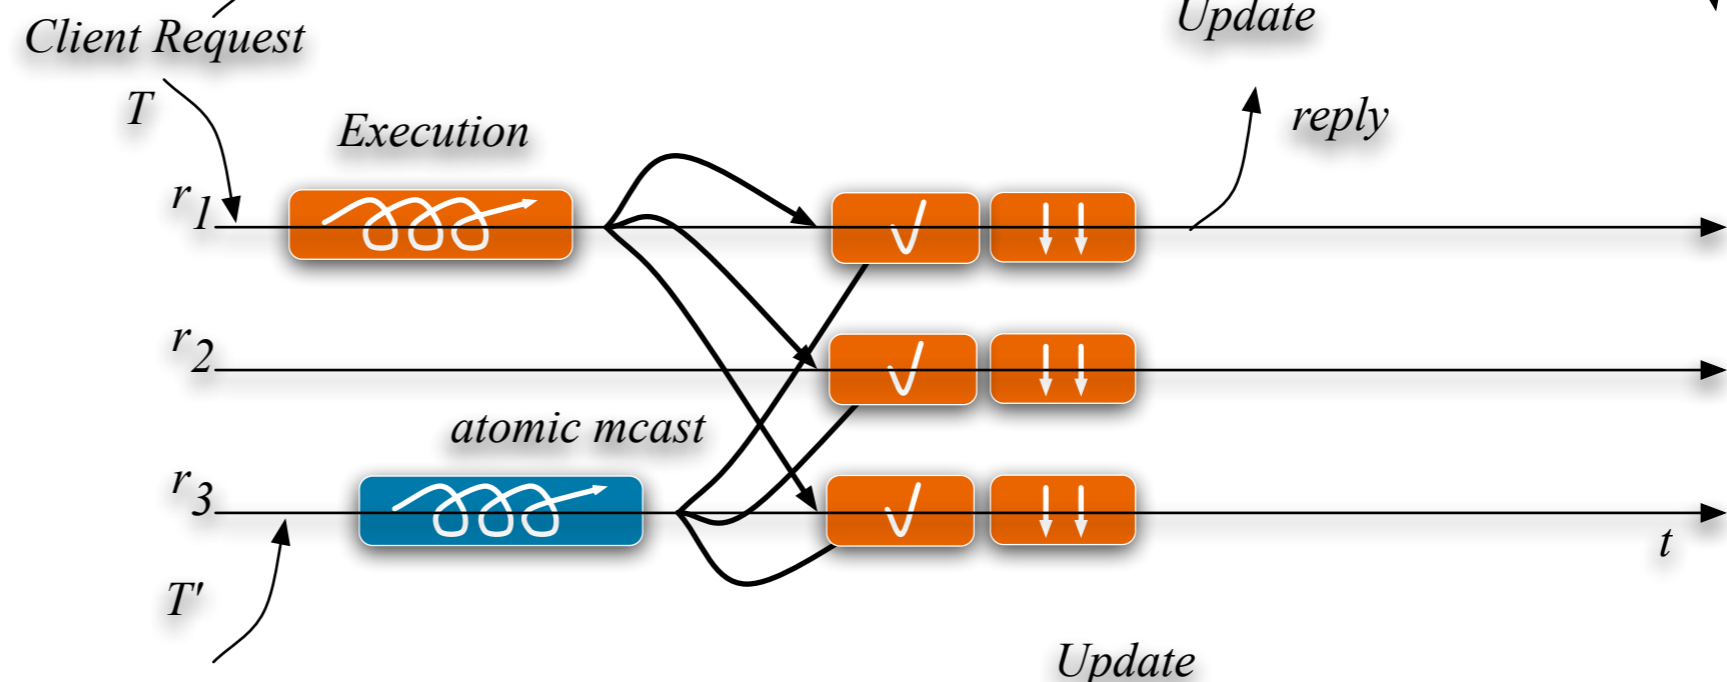 Update
Client Request
T
reply
Execution
r1
r2
atomic mcast
r3
t
T'
Update